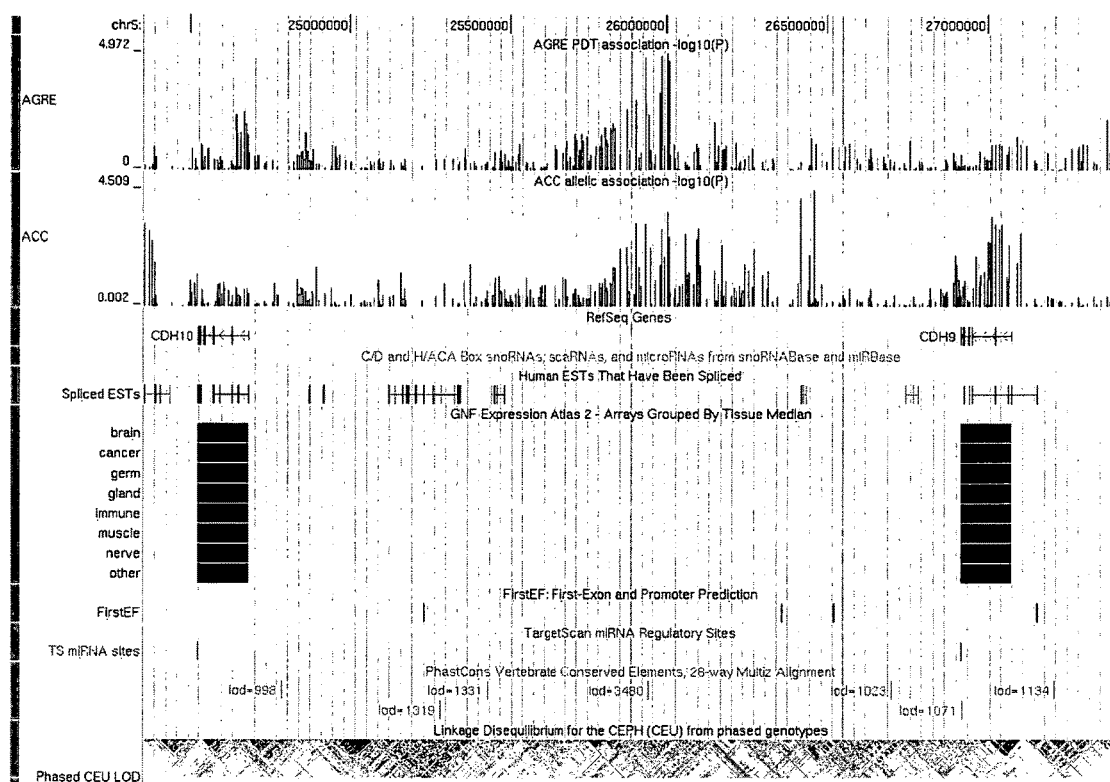 chr5: 25000000| 25500000| 26000000| 26500000| 27000000|
4.972 _ AGRE PDT association -log10(P)
AGRE
0 _
4.509 _ ACC allelic association -log10(P)
ACC
0.002 _
RefSeq Genes
CDH10 CDH9
C/D and H/ACA Box snoRNAs, scaRNAs, and microRNAs from snoRNABase and miRBase
Human ESTs That Have Been Spliced
Spliced ESTs
GNF Expression Atlas 2 - Arrays Grouped By Tissue Median
brain
cancer
germ
gland
immune
muscle
nerve
other
FirstEF: First-Exon and Promoter Prediction
FirstEF
TargetScan miRNA Regulatory Sites
TS miRNA sites
PhastCons Vertebrate Conserved Elements, 28-way Multiz Alignment
lod=998 lod=1331 lod=3480 lod=1023 lod=1134
lod=1319 lod=1071
Linkage Disequilibrium for the CEPH (CEU) from phased genotypes
Phased CEU LOD